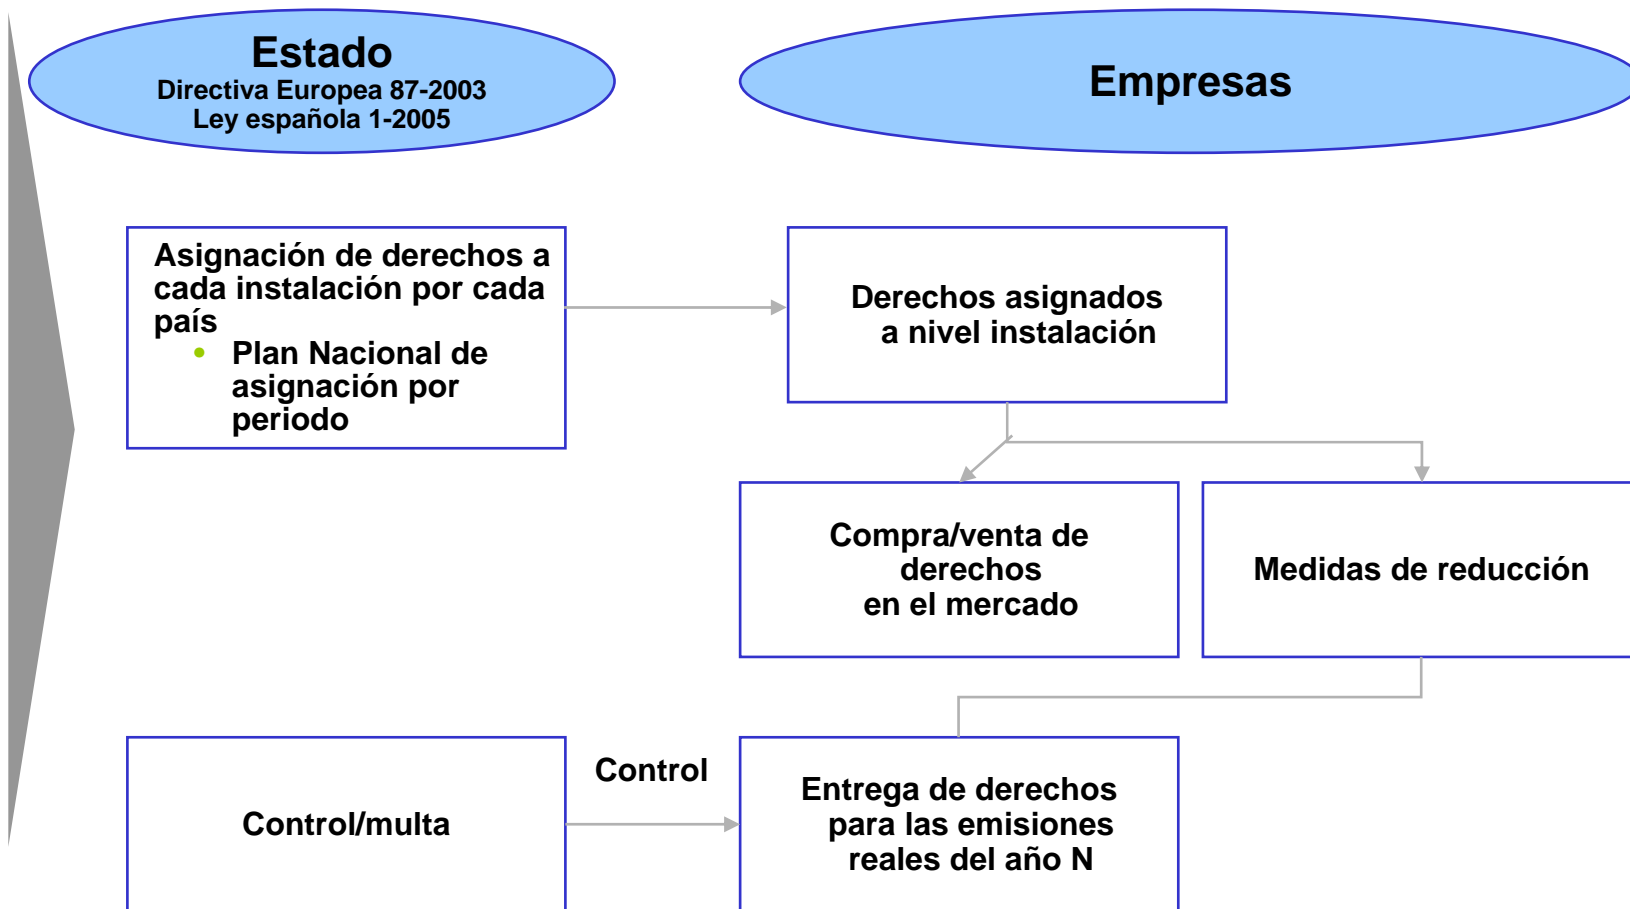 Estado
Directiva Europea 87-2003
Ley española 1-2005
Empresas
Asignación de derechos a
cada instalación por cada
país
• Plan Nacional de
asignación por
periodo
Derechos asignados
a nivel instalación
Compra/venta de
derechos
en el mercado
Medidas de reducción
Control/multa
Control
Entrega de derechos
para las emisiones
reales del año N